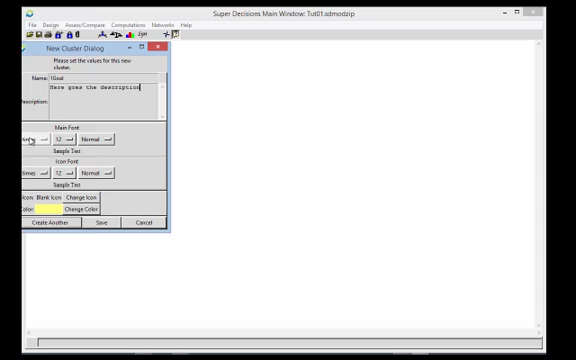 Super Decisions Main Window: Tut01.sdmodzip
File Design Assess/Compare Computations Networks Help
New Cluster Dialog
Please set the values for this new
cluster.
Name: 1Goal
Here goes the description
Description:
Main Font
times 12 Normal
Sample Text
Icon Font
times 12 Normal
Sample Text
Icon: Blank Icon Change Icon
Color: Change Color
Create Another Save Cancel